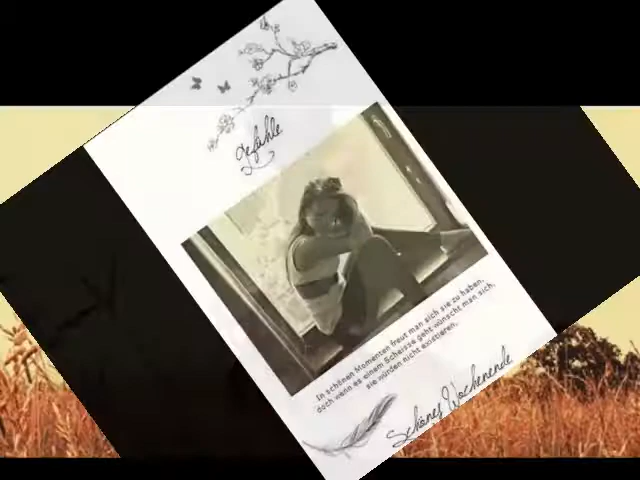 Gefühle
In schönen Momenten freut man sich sie zu haben,
doch wenn es einem Scheisse geht wünscht man sich,
sie würden nicht existieren.
Schönes Wochenende